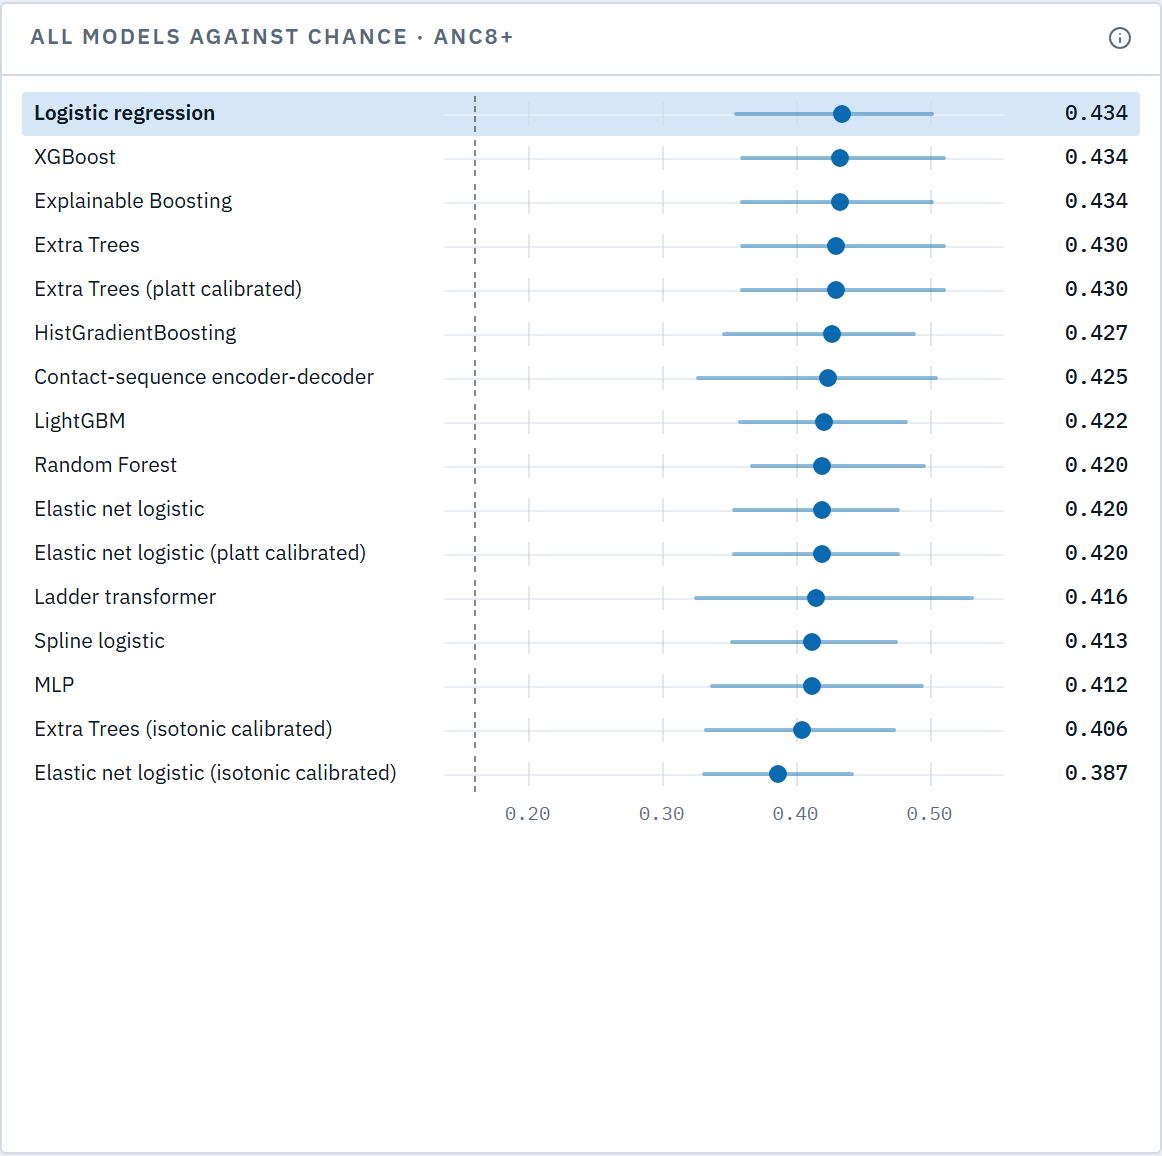 ALL MODELS AGAINST CHANCE · ANC8+
Logistic regression 0.434
XGBoost 0.434
Explainable Boosting 0.434
Extra Trees 0.430
Extra Trees (platt calibrated) 0.430
HistGradientBoosting 0.427
Contact-sequence encoder-decoder 0.425
LightGBM 0.422
Random Forest 0.420
Elastic net logistic 0.420
Elastic net logistic (platt calibrated) 0.420
Ladder transformer 0.416
Spline logistic 0.413
MLP 0.412
Extra Trees (isotonic calibrated) 0.406
Elastic net logistic (isotonic calibrated) 0.387
0.20 0.30 0.40 0.50